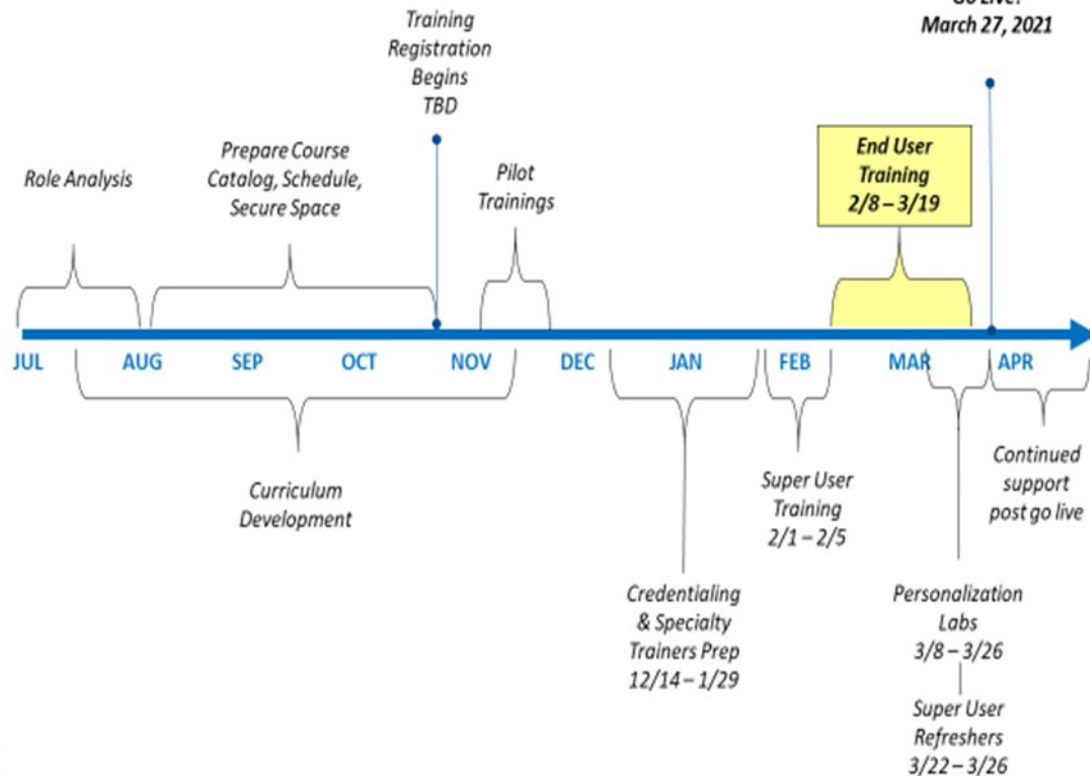 Go Live!
March 27, 2021
Training
Registration
Begins
TBD
Role Analysis
Prepare Course
Catalog, Schedule,
Secure Space
Pilot
Trainings
End User
Training
2/8 – 3/19
JUL AUG SEP OCT NOV DEC JAN FEB MAR APR
Curriculum
Development
Credentialing
& Specialty
Trainers Prep
12/14 – 1/29
Super User
Training
2/1 – 2/5
Personalization
Labs
3/8 – 3/26
Super User
Refreshers
3/22 – 3/26
Continued
support
post go live